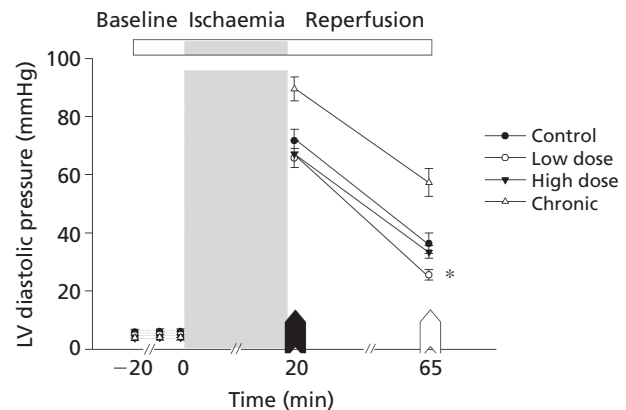 Baseline Ischaemia Reperfusion
LV diastolic pressure (mmHg)
100
80
60
40
20
0
*
−20 0 20 65
Time (min)
Control
Low dose
High dose
Chronic